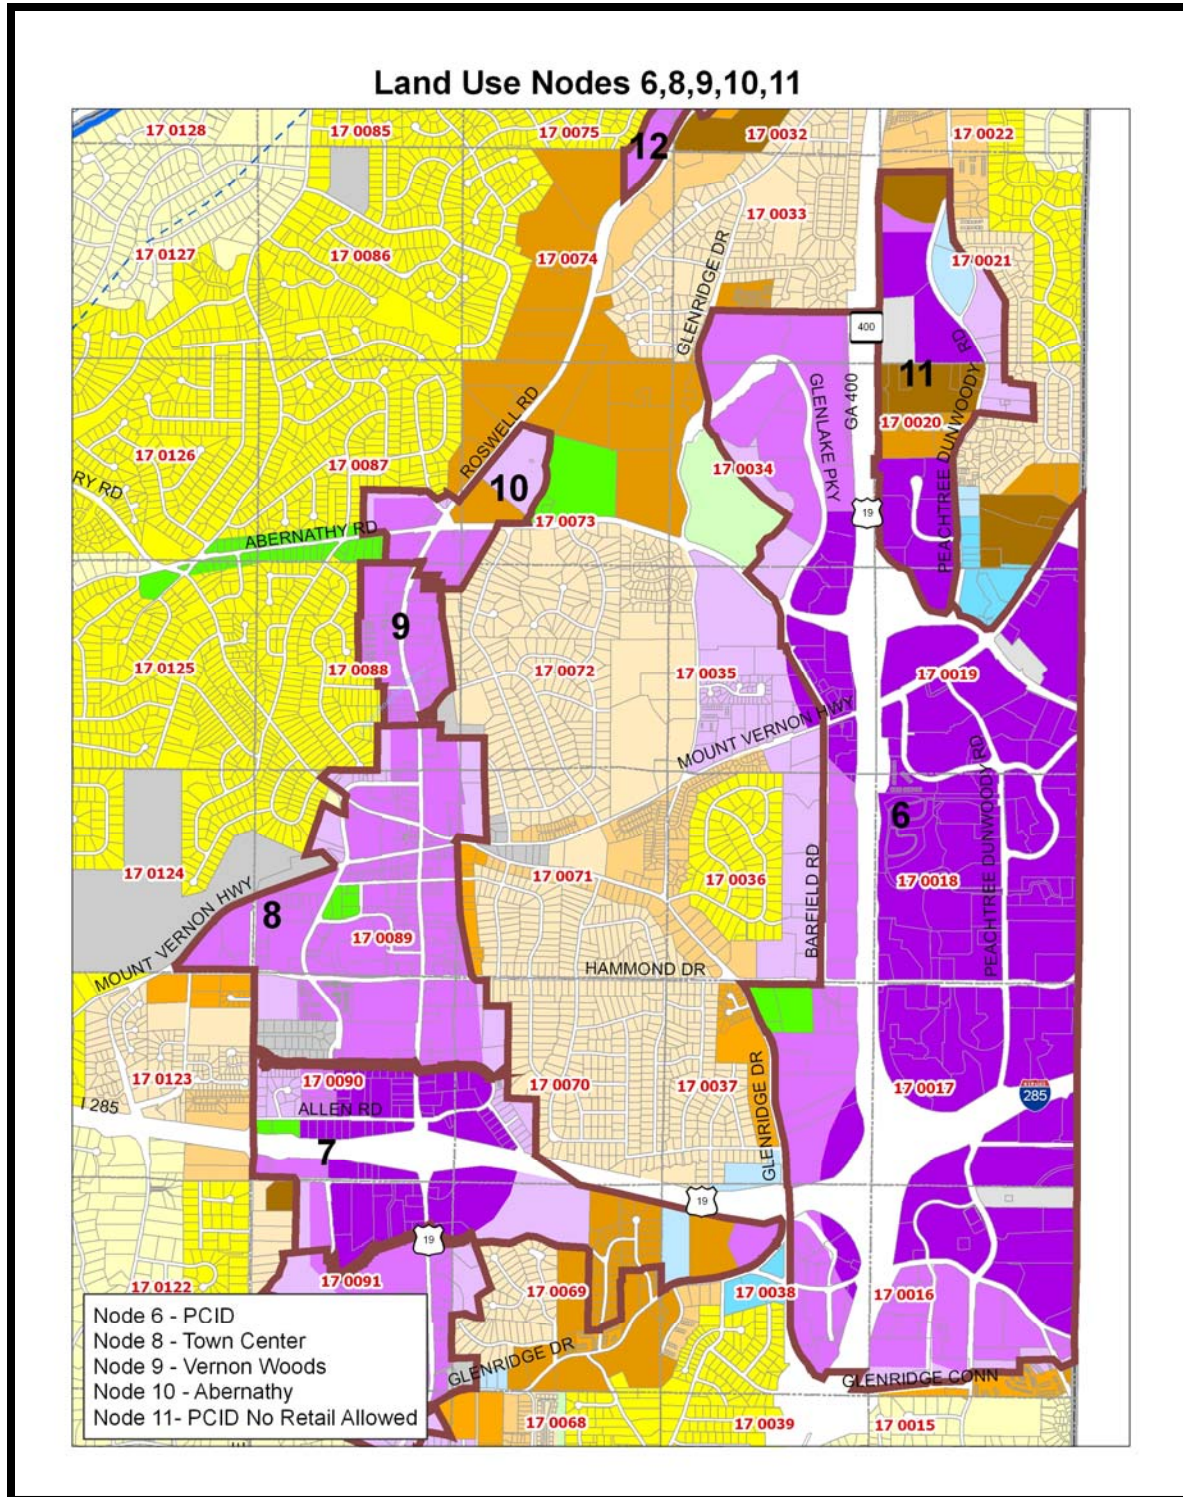 Land Use Nodes 6,8,9,10,11
17 0128
17 0085
17 0075
12
17 0032
17 0022
17 0033
17 0127
17 0086
17 0074
GLENRIDGE DR
17 0021
400
RD
11
GLENLAKE PKY
GA 400
17 0020
PEACHTREE DUNWOODY
ROSWELL RD
17 0126
17 0087
17 0034
RY RD
10
19
17 0073
ABERNATHY RD
9
17 0125
17 0088
17 0072
17 0035
17 0019
MOUNT VERNON HWY
PEACHTREE DUNWOODY RD
6
17 0124
17 0071
17 0036
17 0018
BARFIELD RD
MOUNT VERNON HWY
8
17 0089
HAMMOND DR
17 0123
17 0090
17 0070
17 0037
17 0017
285
I 285
ALLEN RD
GLENRIDGE DR
7
19
19
17 0122
17 0091
17 0069
17 0038
17 0016
GLENRIDGE DR
GLENRIDGE CONN
17 0068
17 0039
17 0015
Node 6 - PCID
Node 8 - Town Center
Node 9 - Vernon Woods
Node 10 - Abernathy
Node 11- PCID No Retail Allowed